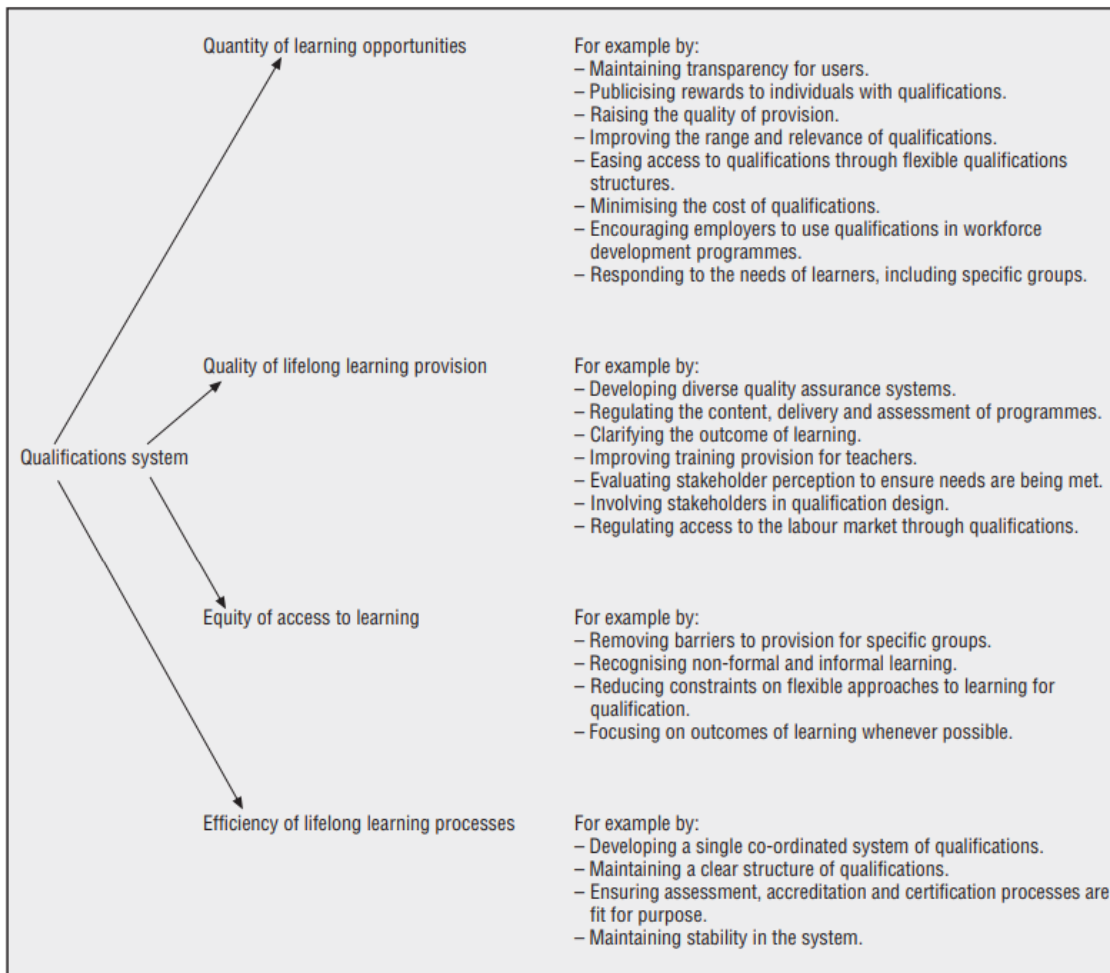 Quantity of learning opportunities
For example by:
– Maintaining transparency for users.
– Publicising rewards to individuals with qualifications.
– Raising the quality of provision.
– Improving the range and relevance of qualifications.
– Easing access to qualifications through flexible qualifications
structures.
– Minimising the cost of qualifications.
– Encouraging employers to use qualifications in workforce
development programmes.
– Responding to the needs of learners, including specific groups.
Quality of lifelong learning provision
For example by:
– Developing diverse quality assurance systems.
– Regulating the content, delivery and assessment of programmes.
– Clarifying the outcome of learning.
– Improving training provision for teachers.
– Evaluating stakeholder perception to ensure needs are being met.
– Involving stakeholders in qualification design.
– Regulating access to the labour market through qualifications.
Qualifications system
Equity of access to learning
For example by:
– Removing barriers to provision for specific groups.
– Recognising non-formal and informal learning.
– Reducing constraints on flexible approaches to learning for
qualification.
– Focusing on outcomes of learning whenever possible.
Efficiency of lifelong learning processes
For example by:
– Developing a single co-ordinated system of qualifications.
– Maintaining a clear structure of qualifications.
– Ensuring assessment, accreditation and certification processes are
fit for purpose.
– Maintaining stability in the system.